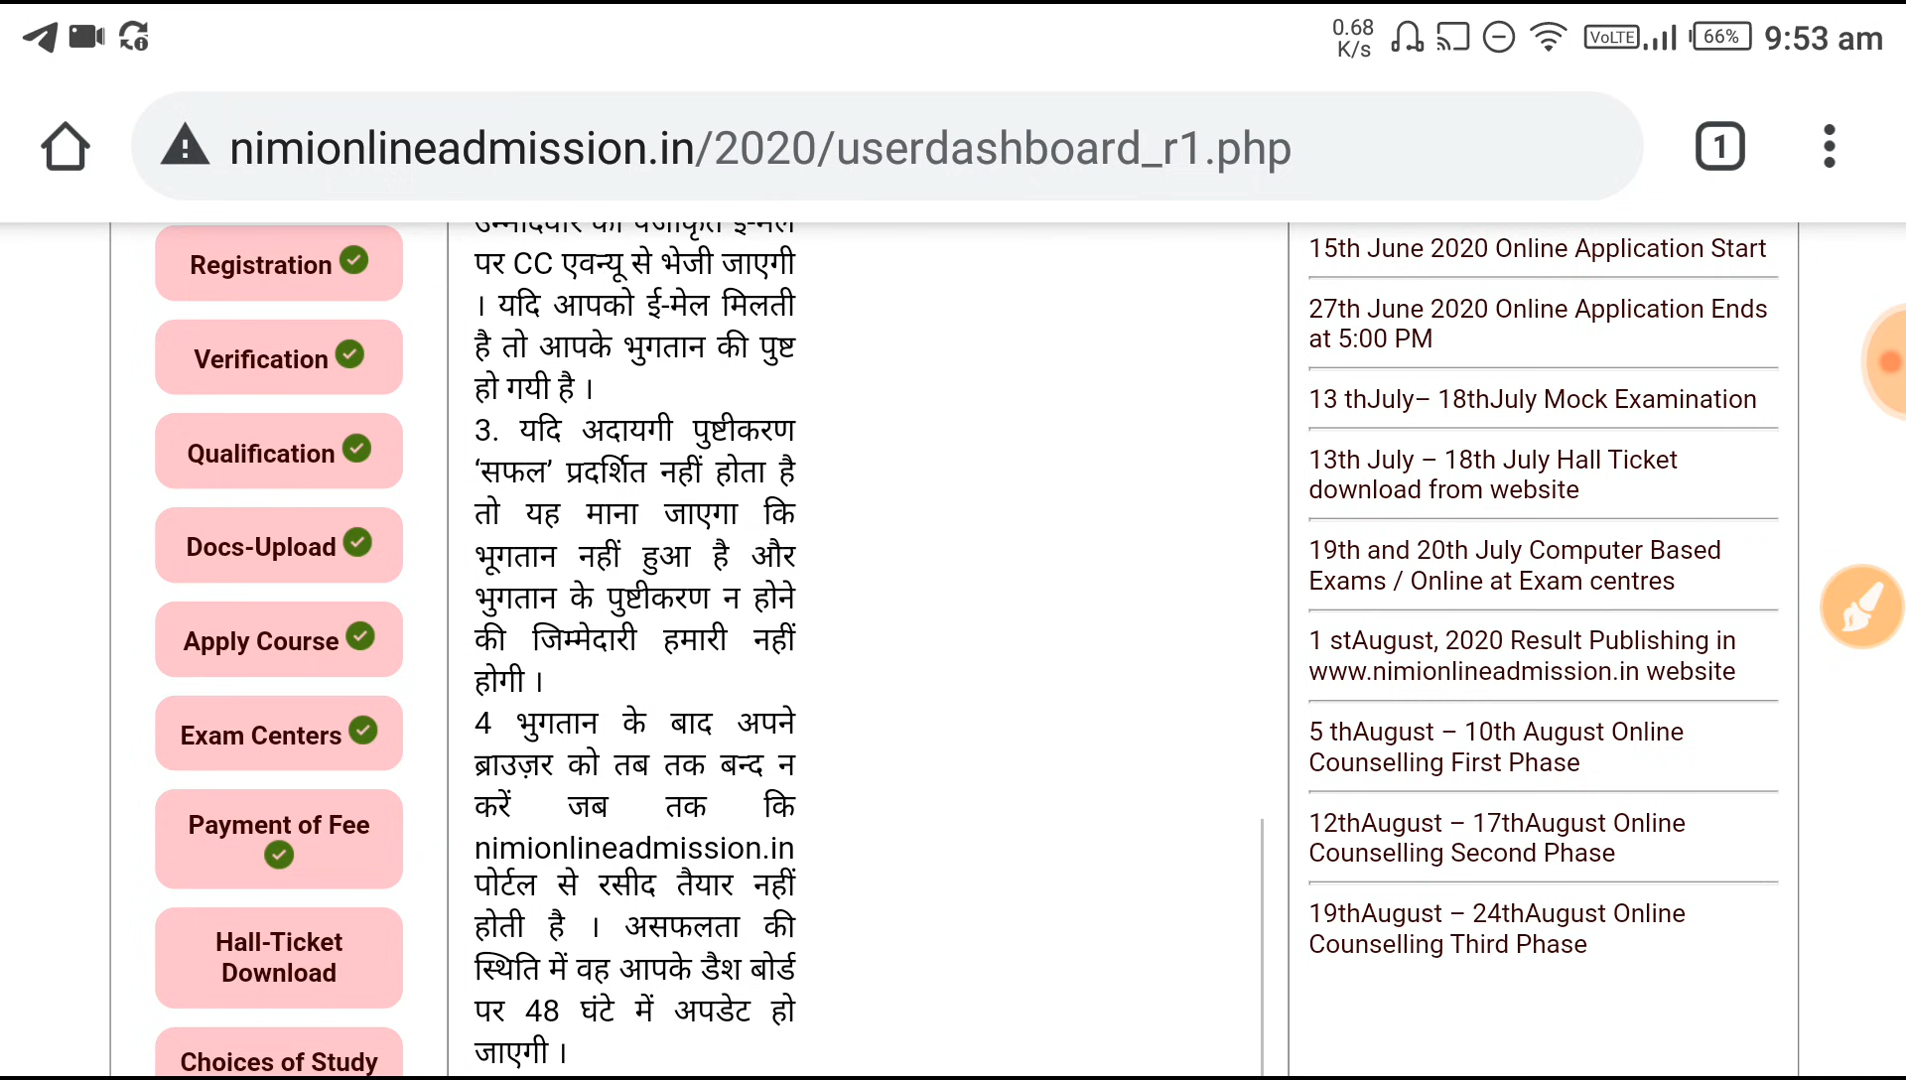 0.68
K/s
VoLTE
66%
9:53 am
nimionlineadmission.in/2020/userdashboard_r1.php
1
Registration
Verification
Qualification
Docs-Upload
Apply Course
Exam Centers
Payment of Fee
Hall-Ticket
Download
Choices of Study
उम्मीदवार की पंजीकृत ई-मेल
पर CC एवन्यू से भेजी जाएगी
। यदि आपको ई-मेल मिलती
है तो आपके भुगतान की पुष्ट
हो गयी है ।
3. यदि अदायगी पुष्टीकरण
‘सफल’ प्रदर्शित नहीं होता है
तो यह माना जाएगा कि
भूगतान नहीं हुआ है और
भुगतान के पुष्टीकरण न होने
की जिम्मेदारी हमारी नहीं
होगी ।
4 भुगतान के बाद अपने
ब्राउज़र को तब तक बन्द न
करें जब तक कि
nimionlineadmission.in
पोर्टल से रसीद तैयार नहीं
होती है । असफलता की
स्थिति में वह आपके डैश बोर्ड
पर 48 घंटे में अपडेट हो
जाएगी ।
15th June 2020 Online Application Start
27th June 2020 Online Application Ends
at 5:00 PM
13 thJuly– 18thJuly Mock Examination
13th July – 18th July Hall Ticket
download from website
19th and 20th July Computer Based
Exams / Online at Exam centres
1 stAugust, 2020 Result Publishing in
www.nimionlineadmission.in website
5 thAugust – 10th August Online
Counselling First Phase
12thAugust – 17thAugust Online
Counselling Second Phase
19thAugust – 24thAugust Online
Counselling Third Phase